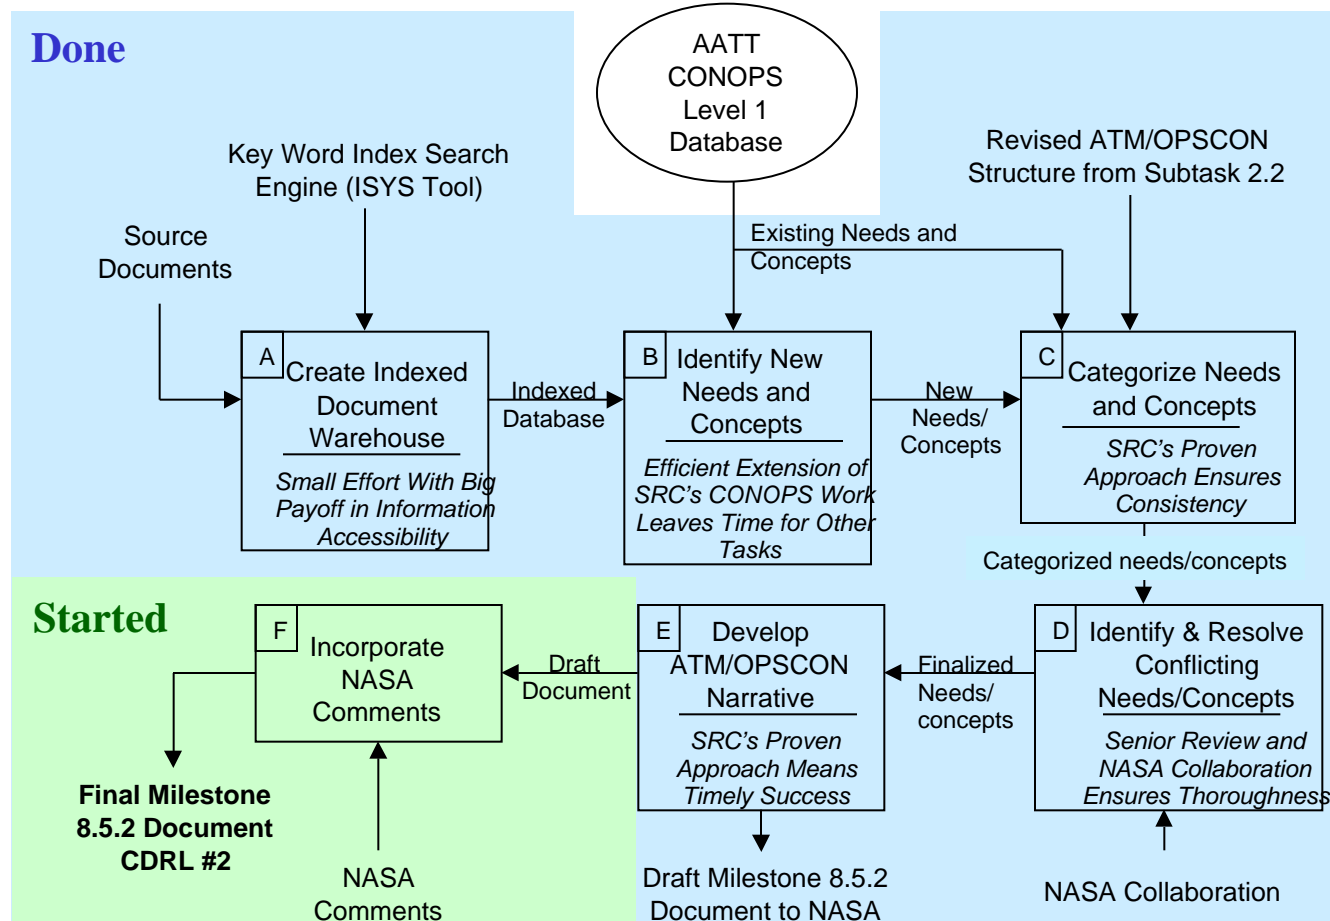 Done
AATT
CONOPS
Level 1
Database
Key Word Index Search
Engine (ISYS Tool)
Revised ATM/OPSCON
Structure from Subtask 2.2
Source
Documents
Existing Needs and
Concepts
A
Create Indexed
Document
Warehouse
Small Effort With Big
Payoff in Information
Accessibility
Indexed
Database
B
Identify New
Needs and
Concepts
Efficient Extension of
SRC's CONOPS Work
Leaves Time for Other
Tasks
New
Needs/
Concepts
C
Categorize Needs
and Concepts
SRC's Proven
Approach Ensures
Consistency
Categorized needs/concepts
Started
F
Incorporate
NASA
Comments
Draft
Document
E
Develop
ATM/OPSCON
Narrative
SRC's Proven
Approach Means
Timely Success
Finalized
Needs/
concepts
D
Identify & Resolve
Conflicting
Needs/Concepts
Senior Review and
NASA Collaboration
Ensures Thoroughness
Final Milestone
8.5.2 Document
CDRL #2
NASA
Comments
Draft Milestone 8.5.2
Document to NASA
NASA Collaboration